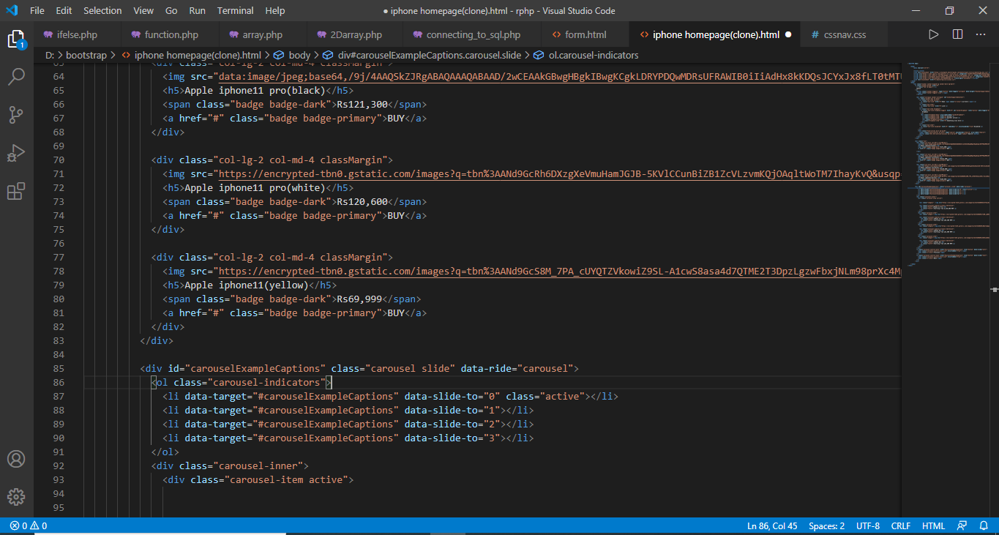 File Edit Selection View Go Run Terminal Help ● iphone homepage(clone).html - rphp - Visual Studio Code
ifelse.php function.php array.php 2Darray.php connecting_to_sql.php <> form.html <> iphone homepage(clone).html ● # cssnav.css
1
D: > bootstrap > <> iphone homepage(clone).html > body > div#carouselExampleCaptions.carousel.slide > ol.carousel-indicators
63 <div class="col-lg-2 col-md-4 classMargin">
64 <img src="data:image/jpeg;base64,/9j/4AAQSkZJRgABAQAAAQABAAD/2wCEAAkGBwgHBgkIBwgKCgkLDRYPDQwMDRsUFRAWIB0iIiAdHx8kKDQsJCYxJx8fLT0tMT
65 <h5>Apple iphone11 pro(black)</h5>
66 <span class="badge badge-dark">Rs121,300</span>
67 <a href="#" class="badge badge-primary">BUY</a>
68 </div>
69
70 <div class="col-lg-2 col-md-4 classMargin">
71 <img src="https://encrypted-tbn0.gstatic.com/images?q=tbn%3AANd9GcRh6DXzgXeVmuHamJGJB-5KVlCCunBiZB1ZcVLzvmKQjOAqltWoTM7IhayKvQ&usqp
72 <h5>Apple iphone11 pro(white)</h5>
73 <span class="badge badge-dark">Rs120,600</span>
74 <a href="#" class="badge badge-primary">BUY</a>
75 </div>
76
77 <div class="col-lg-2 col-md-4 classMargin">
78 <img src="https://encrypted-tbn0.gstatic.com/images?q=tbn%3AANd9GcS8M_7PA_cUYQTZVkowiZ9SL-A1cwS8asa4d7QTME2T3DpzLgzwFbxjNLm98prXc4M
79 <h5>Apple iphone11(yellow)</h5>
80 <span class="badge badge-dark">Rs69,999</span>
81 <a href="#" class="badge badge-primary">BUY</a>
82 </div>
83 </div>
84
85 <div id="carouselExampleCaptions" class="carousel slide" data-ride="carousel">
86 <ol class="carousel-indicators">
87 <li data-target="#carouselExampleCaptions" data-slide-to="0" class="active"></li>
88 <li data-target="#carouselExampleCaptions" data-slide-to="1"></li>
89 <li data-target="#carouselExampleCaptions" data-slide-to="2"></li>
90 <li data-target="#carouselExampleCaptions" data-slide-to="3"></li>
91 </ol>
92 <div class="carousel-inner">
93 <div class="carousel-item active">
94
95
0 0 Ln 86, Col 45 Spaces: 2 UTF-8 CRLF HTML